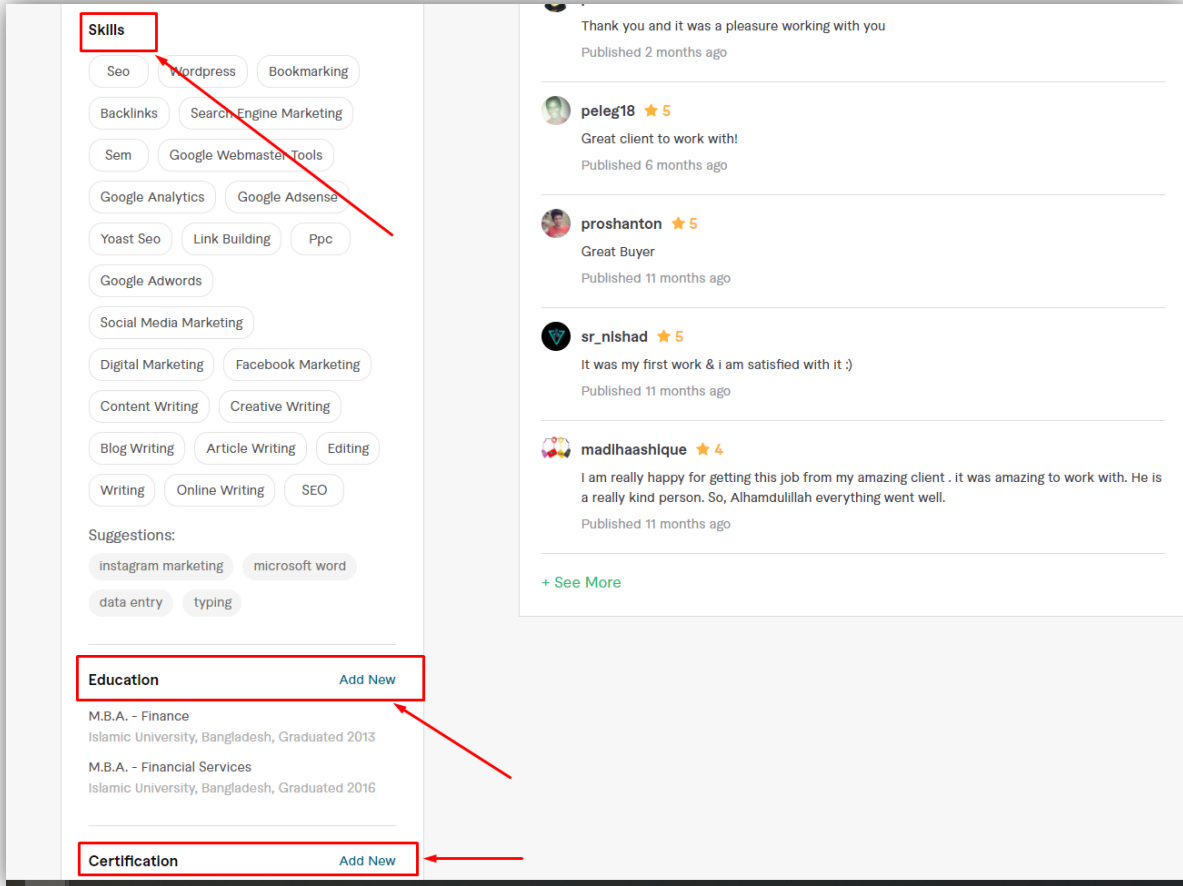 Skills
Seo Wordpress Bookmarking
Backlinks Search Engine Marketing
Sem Google Webmaster Tools
Google Analytics Google Adsense
Yoast Seo Link Building Ppc
Google Adwords
Social Media Marketing
Digital Marketing Facebook Marketing
Content Writing Creative Writing
Blog Writing Article Writing Editing
Writing Online Writing SEO
Suggestions:
instagram marketing microsoft word
data entry typing
Education Add New
M.B.A. - Finance
Islamic University, Bangladesh, Graduated 2013
M.B.A. - Financial Services
Islamic University, Bangladesh, Graduated 2016
Certification Add New
Thank you and it was a pleasure working with you
Published 2 months ago
peleg18 5
Great client to work with!
Published 6 months ago
proshanton 5
Great Buyer
Published 11 months ago
sr_nishad 5
It was my first work & i am satisfied with it :)
Published 11 months ago
madihaashique 4
I am really happy for getting this job from my amazing client . it was amazing to work with. He is
a really kind person. So, Alhamdulillah everything went well.
Published 11 months ago
+ See More